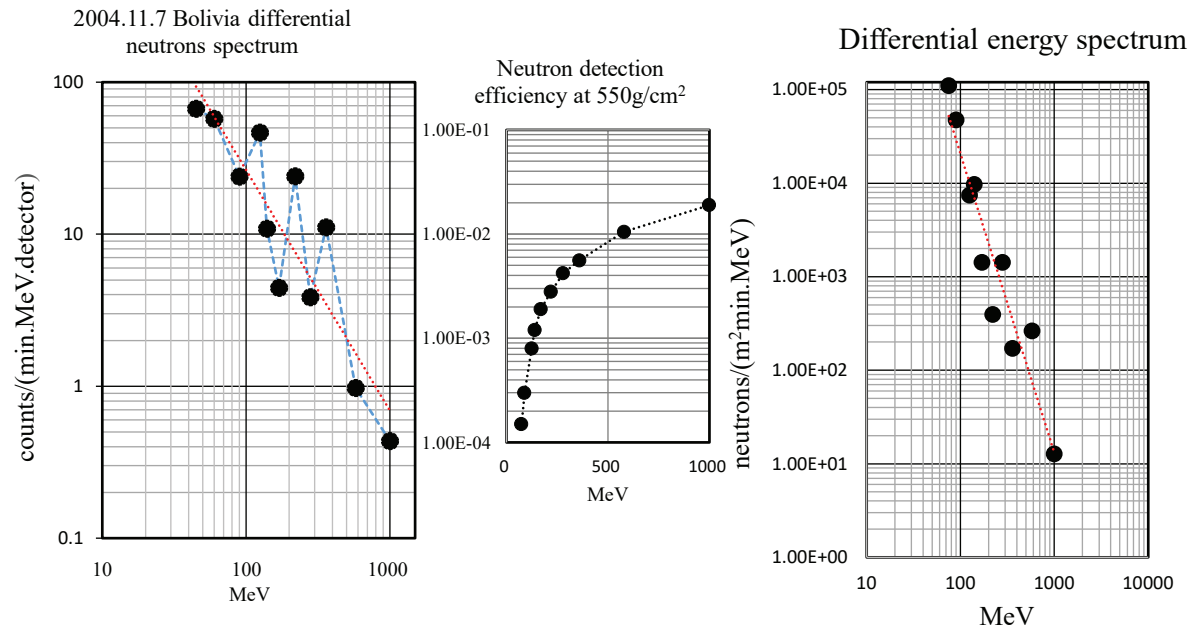 2004.11.7 Bolivia differential
neutrons spectrum
100
10
1
0.1
counts/(min.MeV.detector)
10
100
1000
MeV
Neutron detection
efficiency at 550g/cm²
1.00E-01
1.00E-02
1.00E-03
1.00E-04
0
500
1000
MeV
Differential energy spectrum
1.00E+05
1.00E+04
1.00E+03
1.00E+02
1.00E+01
1.00E+00
neutrons/(m²min.MeV)
10
100
1000
10000
MeV